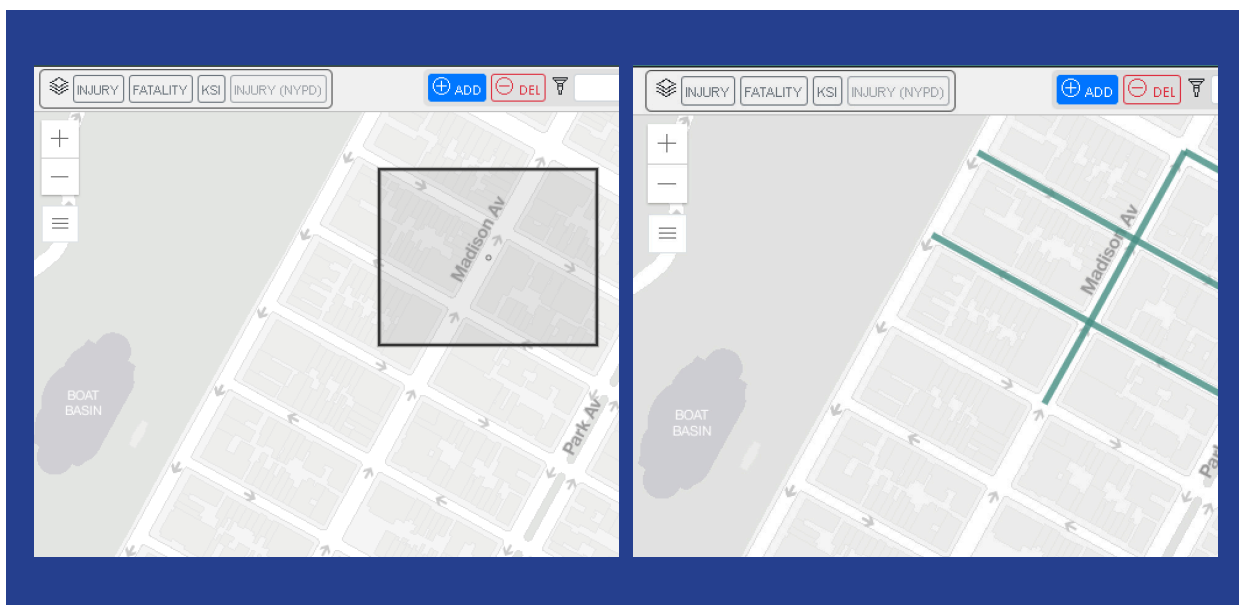 INJURY FATALITY KSI INJURY (NYPD) ADD DEL
Madison Av
BOAT
BASIN
Park Av
INJURY FATALITY KSI INJURY (NYPD) ADD DEL
Madison Av
BOAT
BASIN
Par